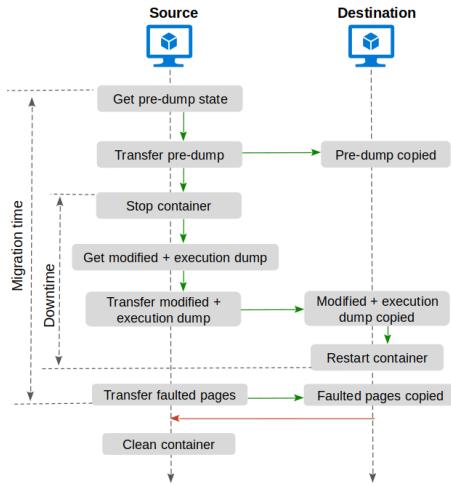 Source
Destination
Get pre-dump state
Transfer pre-dump
Pre-dump copied
Stop container
Get modified + execution dump
Transfer modified +
execution dump
Modified + execution
dump copied
Restart container
Transfer faulted pages
Faulted pages copied
Clean container
Migration time
Downtime